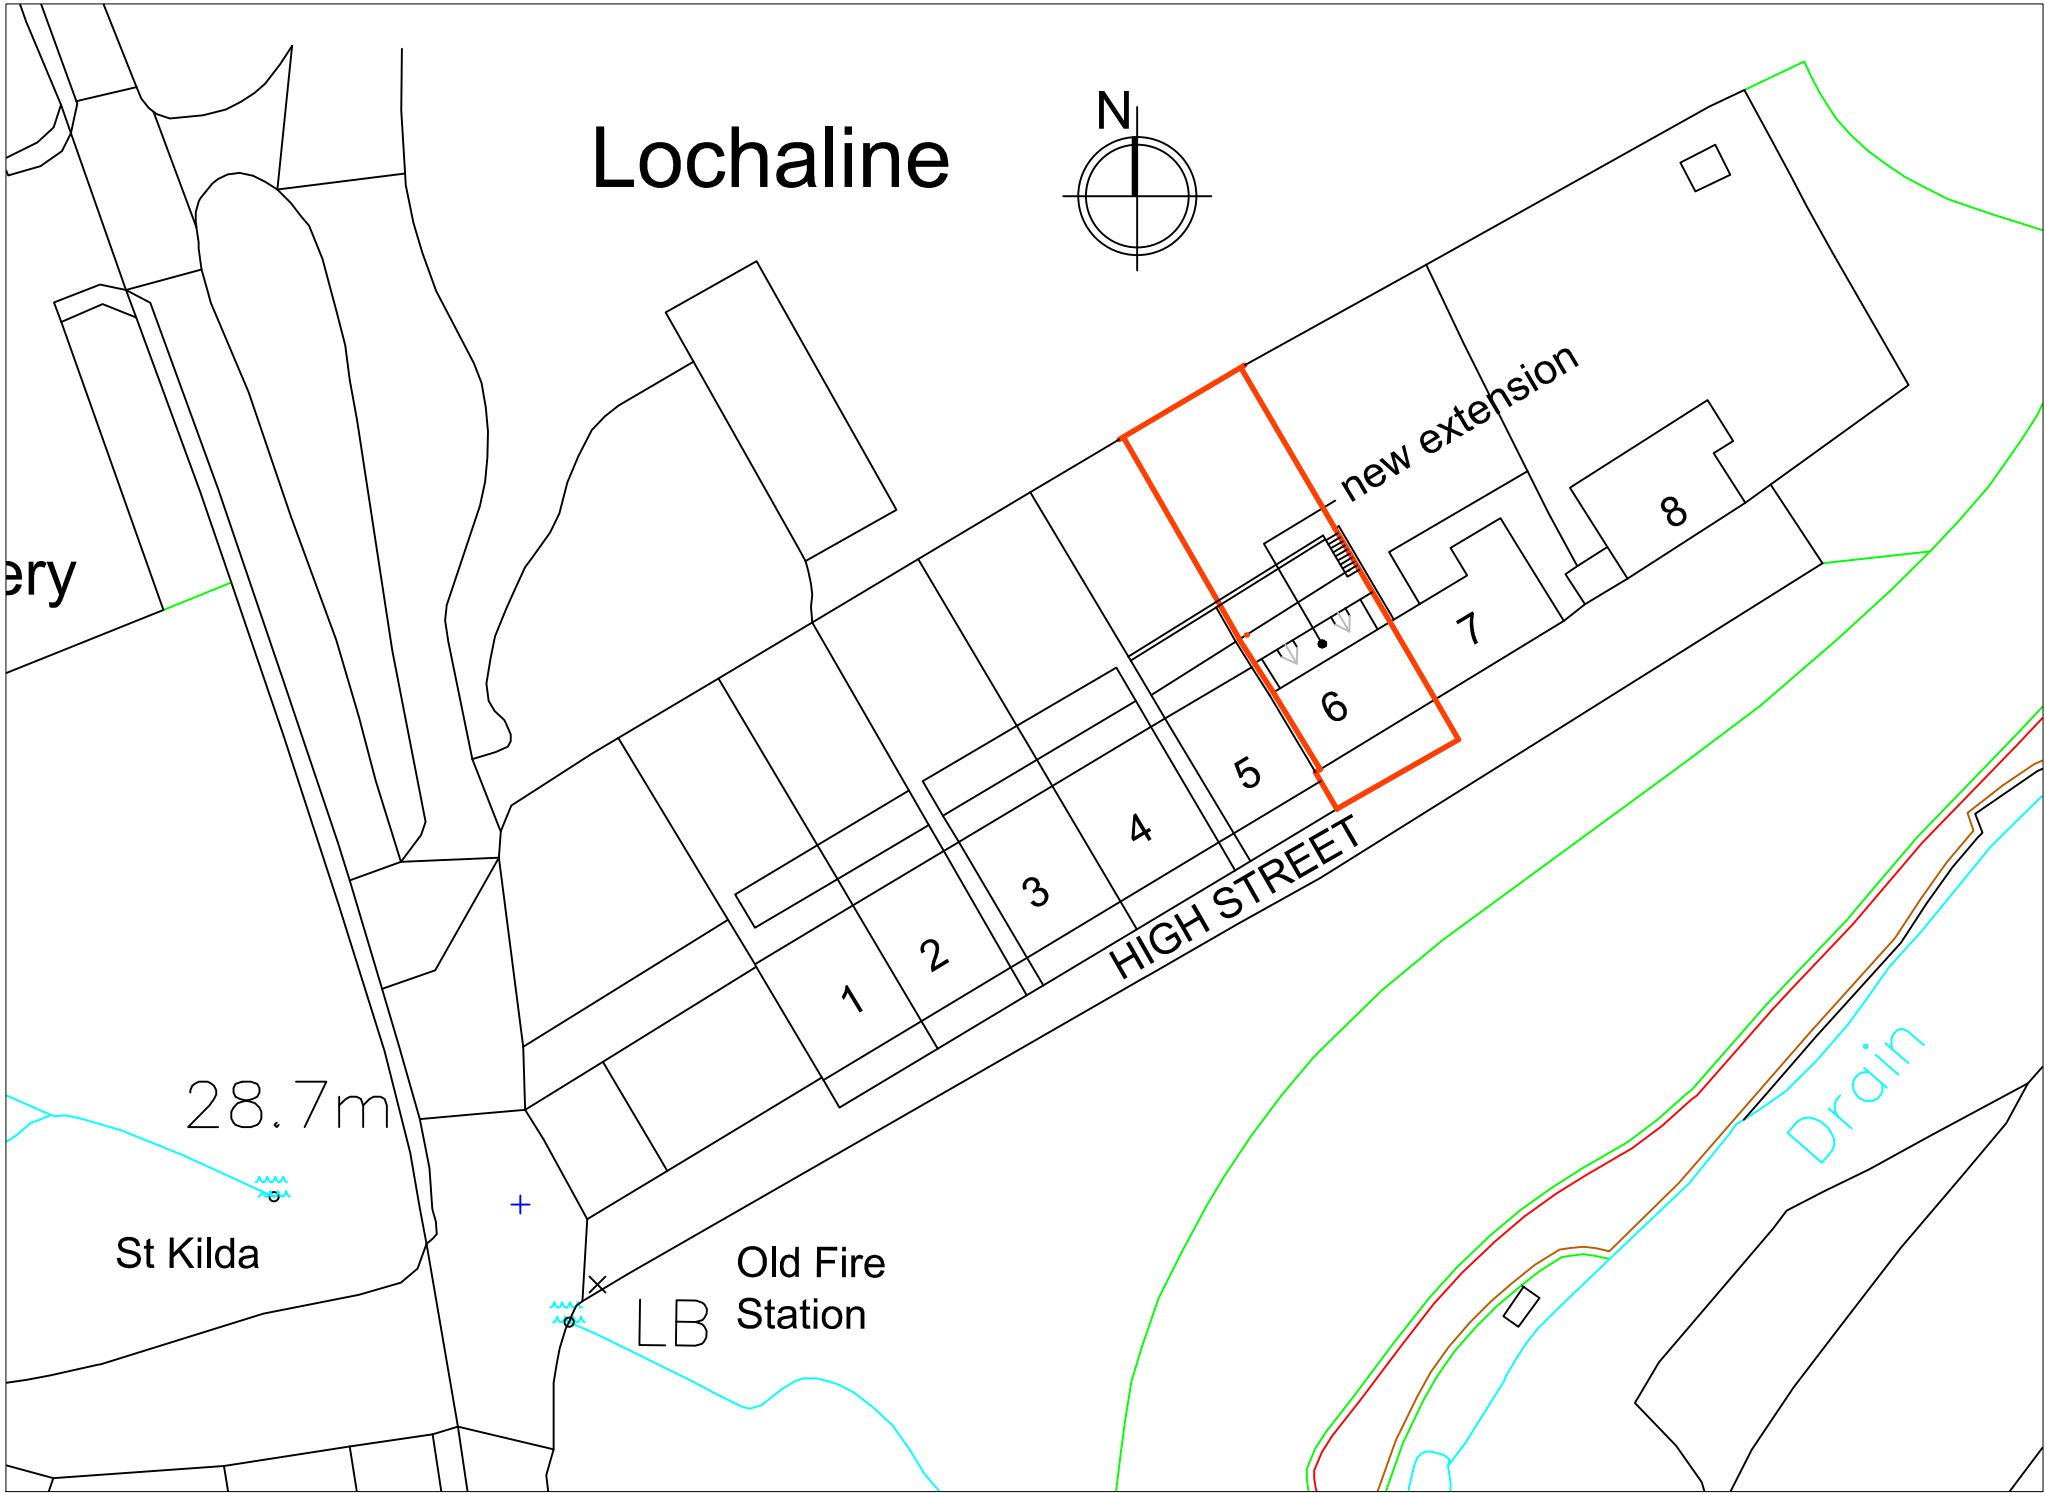 N
Lochaline
new extension
8
ery
7
6
5
4
3
2
1
HIGH STREET
Drain
28.7m
St Kilda
Old Fire
Station
LB